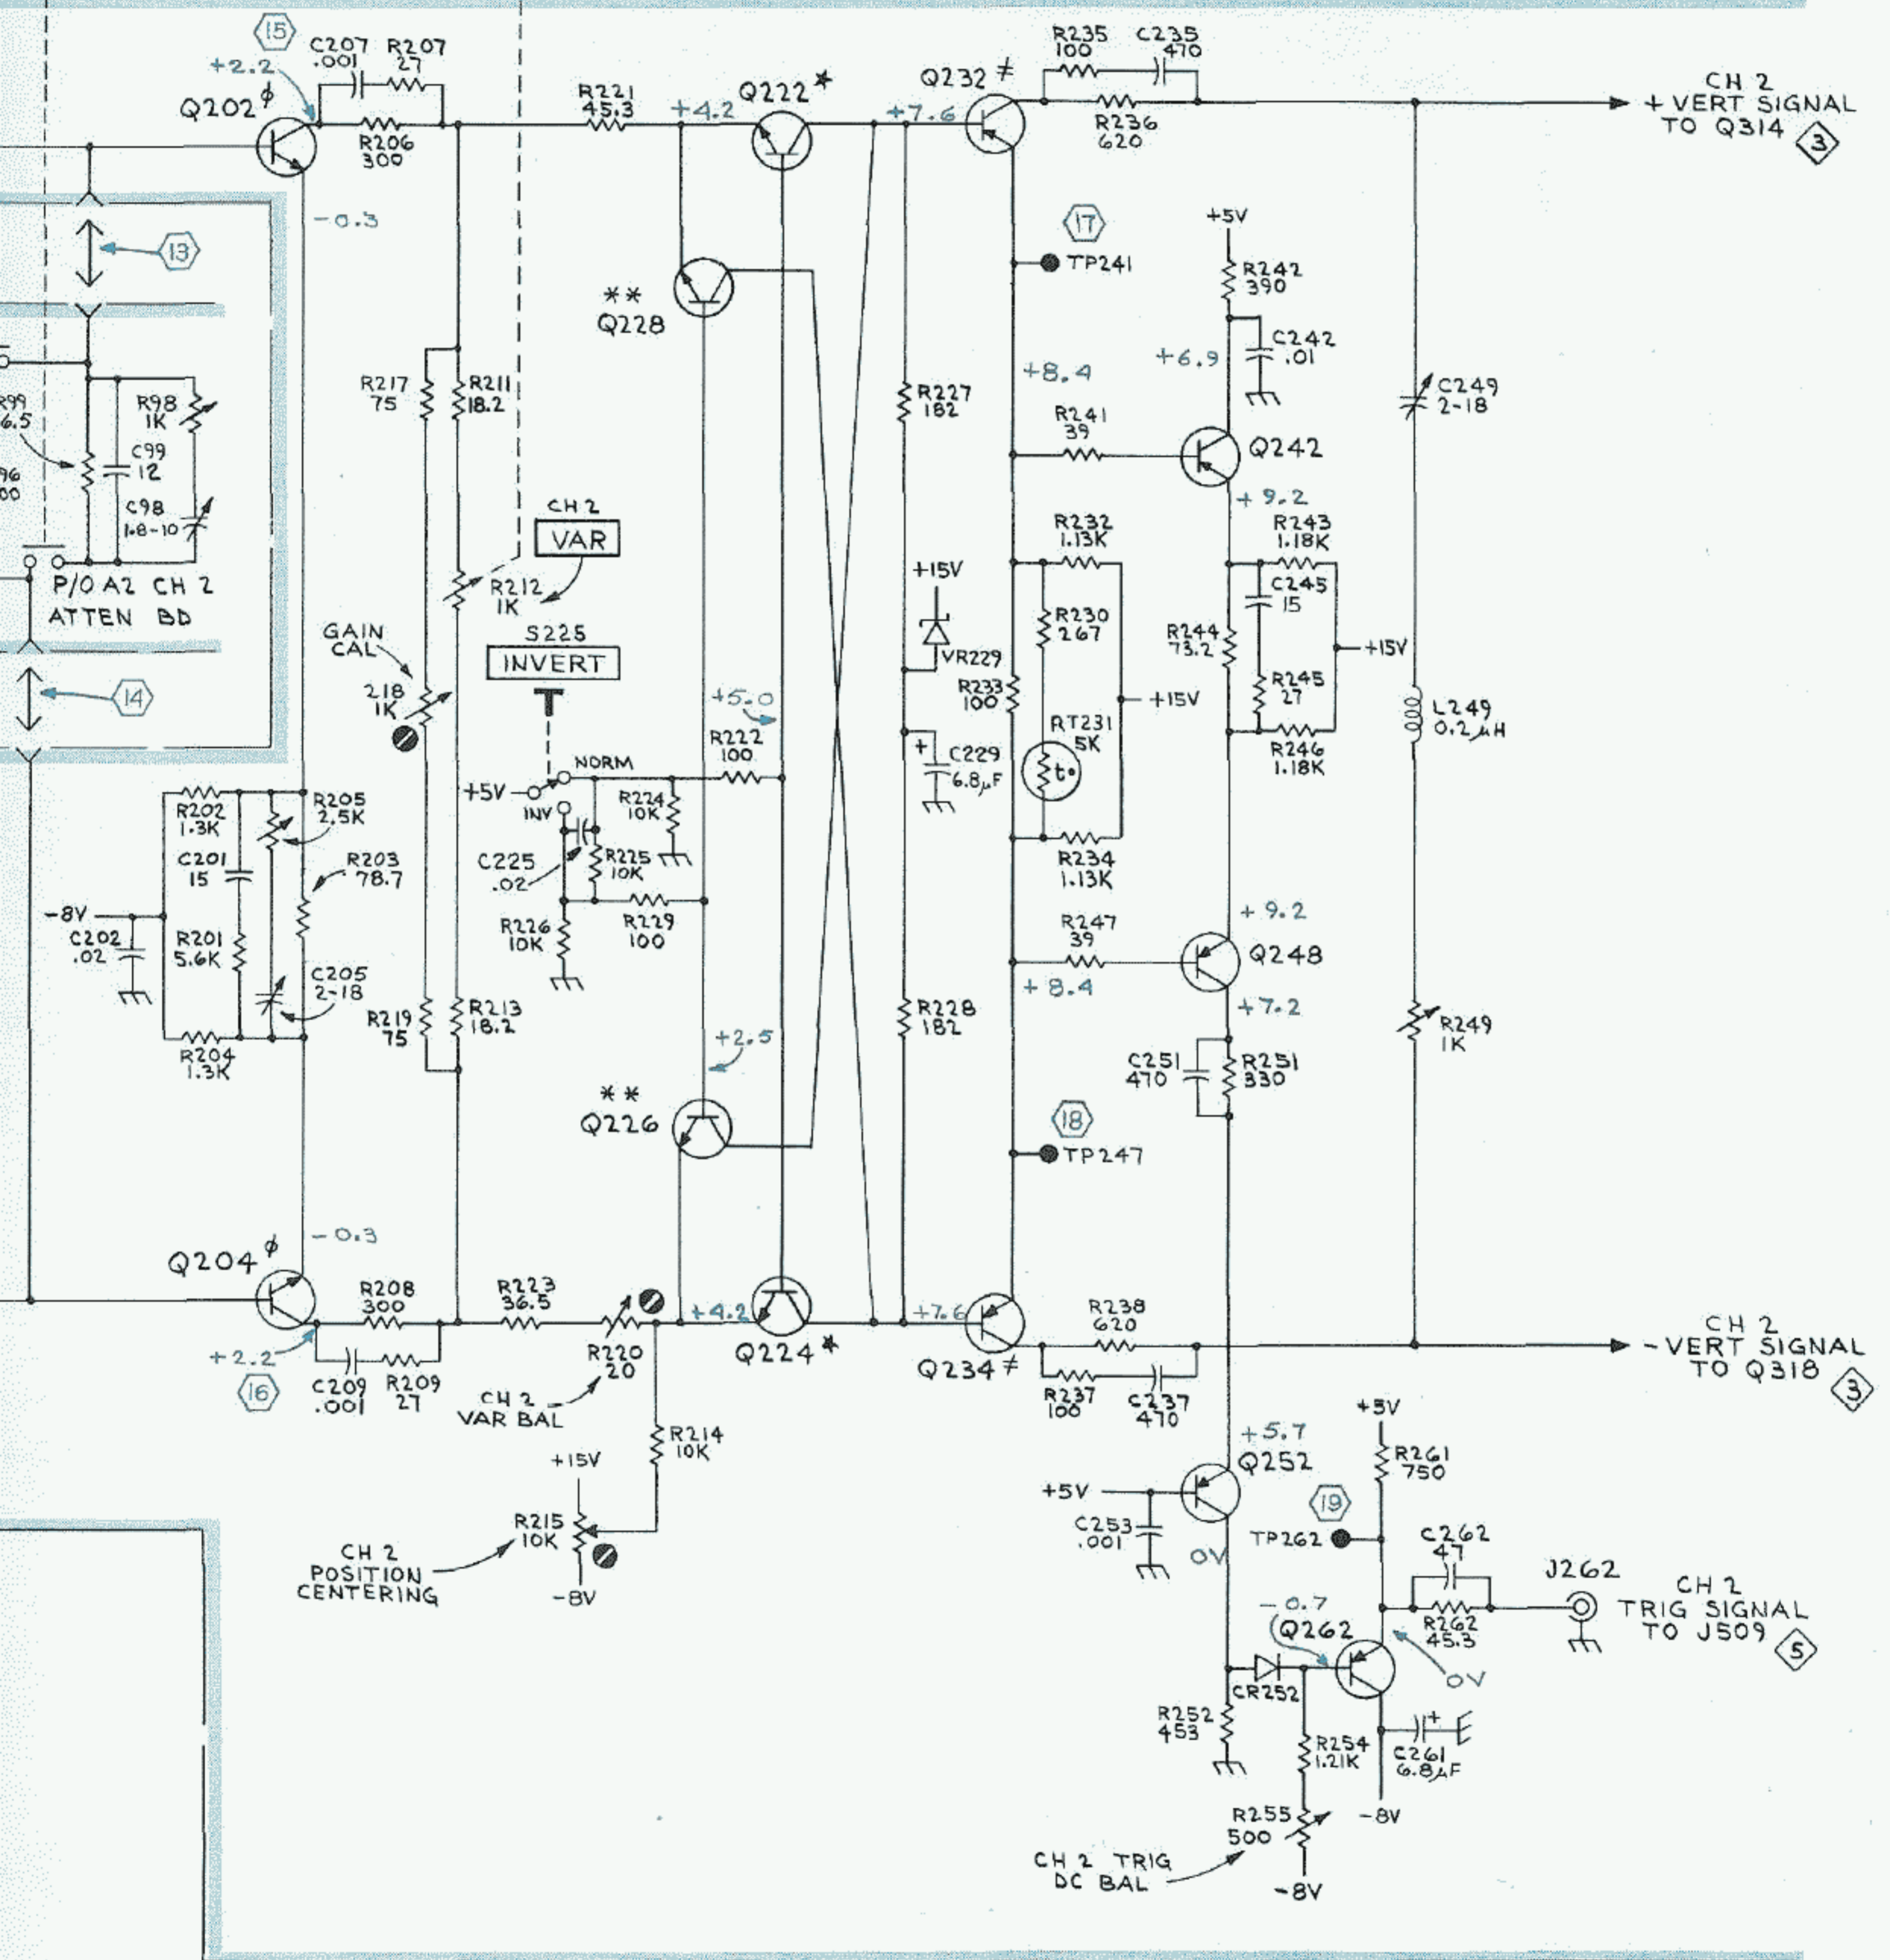 15
C207
.001
R207
27
+2.2
Q202 ϕ
R206
300
-0.3
13
R221
45.3
+4.2
Q222 *
+7.6
Q232 ≠
R235
100
C235
470
R236
620
CH 2
+ VERT SIGNAL
TO Q314
3
17
TP241
+5V
R242
390
C242
.01
+6.9
+8.4
R241
39
Q242
+9.2
C249
2-18
** 
Q228
R217
75
R211
18.2
R227
182
R99
6.5
R98
1K
C99
12
C98
1.8-10
P/O A2 CH 2
ATTEN BD
14
CH 2
VAR
R212
1K
S225
INVERT
GAIN
CAL
218
1K
NORM
+5V
INV
+5.0
R222
100
R224
10K
C225
.02
R225
10K
R226
10K
R229
100
+15V
VR229
C229
+
6.8µF
R232
1.13K
R230
267
R233
100
+15V
RT231
5K
t°
R234
1.13K
R243
1.18K
C245
15
R244
73.2
+15V
R245
27
R246
1.18K
L249
0.2µH
R202
1.3K
R205
2.5K
C201
15
R203
78.7
-8V
C202
.02
R201
5.6K
C205
2-18
R204
1.3K
R219
75
R213
18.2
+2.5
R228
182
R247
39
+8.4
+9.2
Q248
+7.2
R249
1K
C251
470
R251
330
**
Q226
18
TP247
Q204 ϕ
-0.3
R208
300
+2.2
16
C209
.001
R209
27
R223
36.5
R220
20
CH 2
VAR BAL
+4.2
Q224 *
+7.6
Q234 ≠
R238
620
R237
100
C237
470
CH 2
- VERT SIGNAL
TO Q318
3
R214
10K
+15V
R215
10K
-8V
CH 2
POSITION
CENTERING
+5.7
Q252
+5V
C253
.001
0V
+5V
R261
750
19
TP262
C262
47
R262
45.3
J262
CH 2
TRIG SIGNAL
TO J509
5
-0.7
Q262
0V
CR252
R252
453
R254
1.21K
+
C261
6.8µF
-8V
R255
500
-8V
CH 2 TRIG
DC BAL